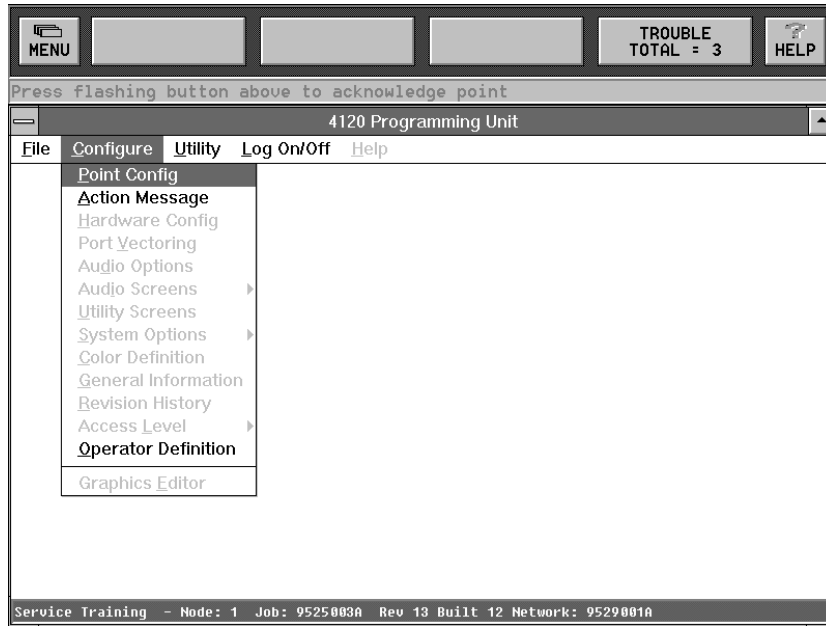 MENU
TROUBLE
TOTAL = 3
HELP
Press flashing button above to acknowledge point
4120 Programming Unit
File Configure Utility Log On/Off Help
Point Config
Action Message
Hardware Config
Port Vectoring
Audio Options
Audio Screens
Utility Screens
System Options
Color Definition
General Information
Revision History
Access Level
Operator Definition
Graphics Editor
Service Training - Node: 1 Job: 9525003A Rev 13 Built 12 Network: 9529001A